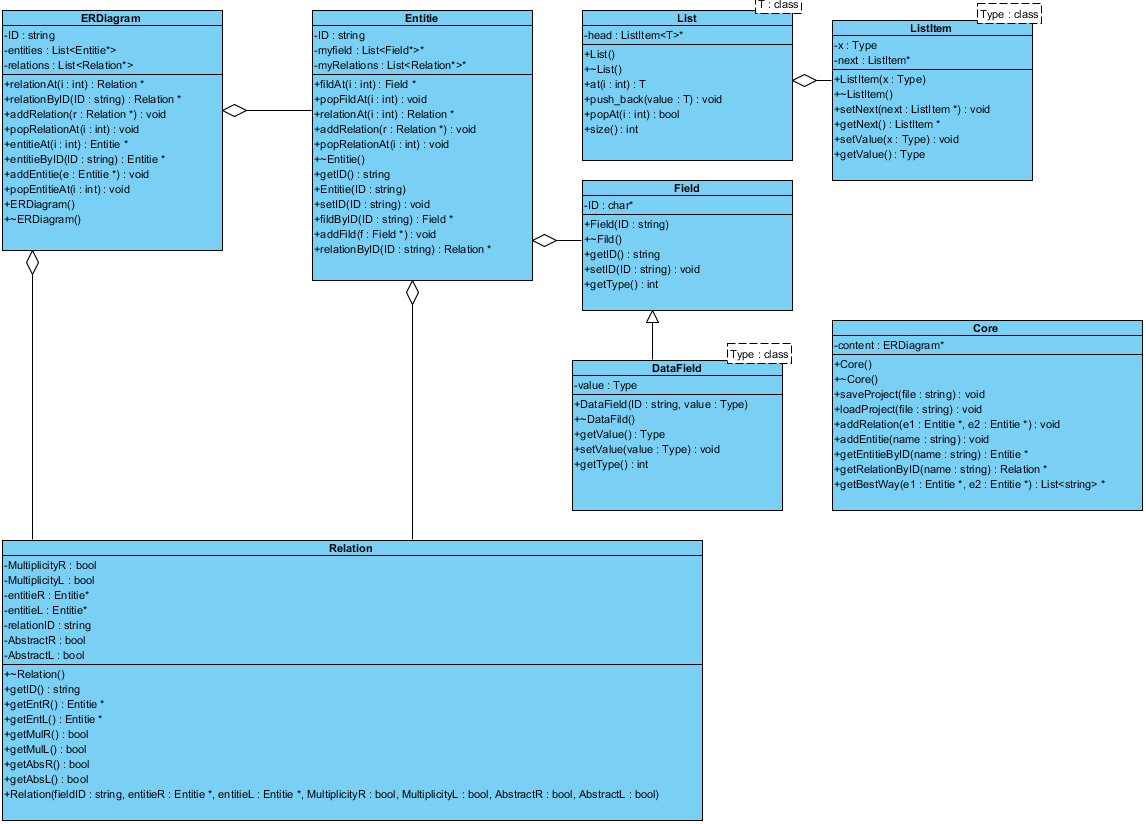 ERDiagram
-ID : string
-entities : List<Entitie*>
-relations : List<Relation*>
+relationAt(i : int) : Relation *
+relationByID(ID : string) : Relation *
+addRelation(r : Relation *) : void
+popRelationAt(i : int) : void
+entitieAt(i : int) : Entitie *
+entitieByID(ID : string) : Entitie *
+addEntitie(e : Entitie *) : void
+popEntitieAt(i : int) : void
+ERDiagram()
+~ERDiagram()
Entitie
-ID : string
-myfield : List<Field*>*
-myRelations : List<Relation*>*
+fildAt(i : int) : Field *
+popFildAt(i : int) : void
+relationAt(i : int) : Relation *
+addRelation(r : Relation *) : void
+popRelationAt(i : int) : void
+~Entitie()
+getID() : string
+Entitie(ID : string)
+setID(ID : string) : void
+fildByID(ID : string) : Field *
+addFild(f : Field *) : void
+relationByID(ID : string) : Relation *
T : class
List
-head : ListItem<T>*
+List()
+~List()
+at(i : int) : T
+push_back(value : T) : void
+popAt(i : int) : bool
+size() : int
Type : class
ListItem
-x : Type
-next : ListItem*
+ListItem(x : Type)
+~ListItem()
+setNext(next : ListItem *) : void
+getNext() : ListItem *
+setValue(x : Type) : void
+getValue() : Type
Field
-ID : char*
+Field(ID : string)
+~Fild()
+getID() : string
+setID(ID : string) : void
+getType() : int
Type : class
DataField
-value : Type
+DataField(ID : string, value : Type)
+~DataFild()
+getValue() : Type
+setValue(value : Type) : void
+getType() : int
Core
-content : ERDiagram*
+Core()
+~Core()
+saveProject(file : string) : void
+loadProject(file : string) : void
+addRelation(e1 : Entitie *, e2 : Entitie *) : void
+addEntitie(name : string) : void
+getEntitieByID(name : string) : Entitie *
+getRelationByID(name : string) : Relation *
+getBestWay(e1 : Entitie *, e2 : Entitie *) : List<string> *
Relation
-MultiplicityR : bool
-MultiplicityL : bool
-entitieR : Entitie*
-entitieL : Entitie*
-relationID : string
-AbstractR : bool
-AbstractL : bool
+~Relation()
+getID() : string
+getEntR() : Entitie *
+getEntL() : Entitie *
+getMulR() : bool
+getMulL() : bool
+getAbsR() : bool
+getAbsL() : bool
+Relation(fieldID : string, entitieR : Entitie *, entitieL : Entitie *, MultiplicityR : bool, MultiplicityL : bool, AbstractR : bool, AbstractL : bool)